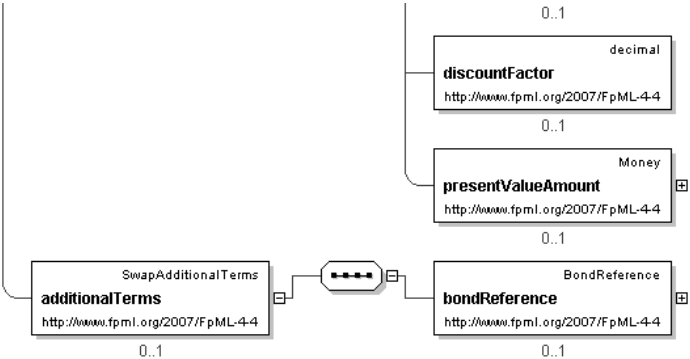 0..1
decimal
discountFactor
http://www.fpml.org/2007/FpML-4-4
0..1
Money
presentValueAmount
http://www.fpml.org/2007/FpML-4-4
0..1
SwapAdditionalTerms
additionalTerms
http://www.fpml.org/2007/FpML-4-4
0..1
BondReference
bondReference
http://www.fpml.org/2007/FpML-4-4
0..1